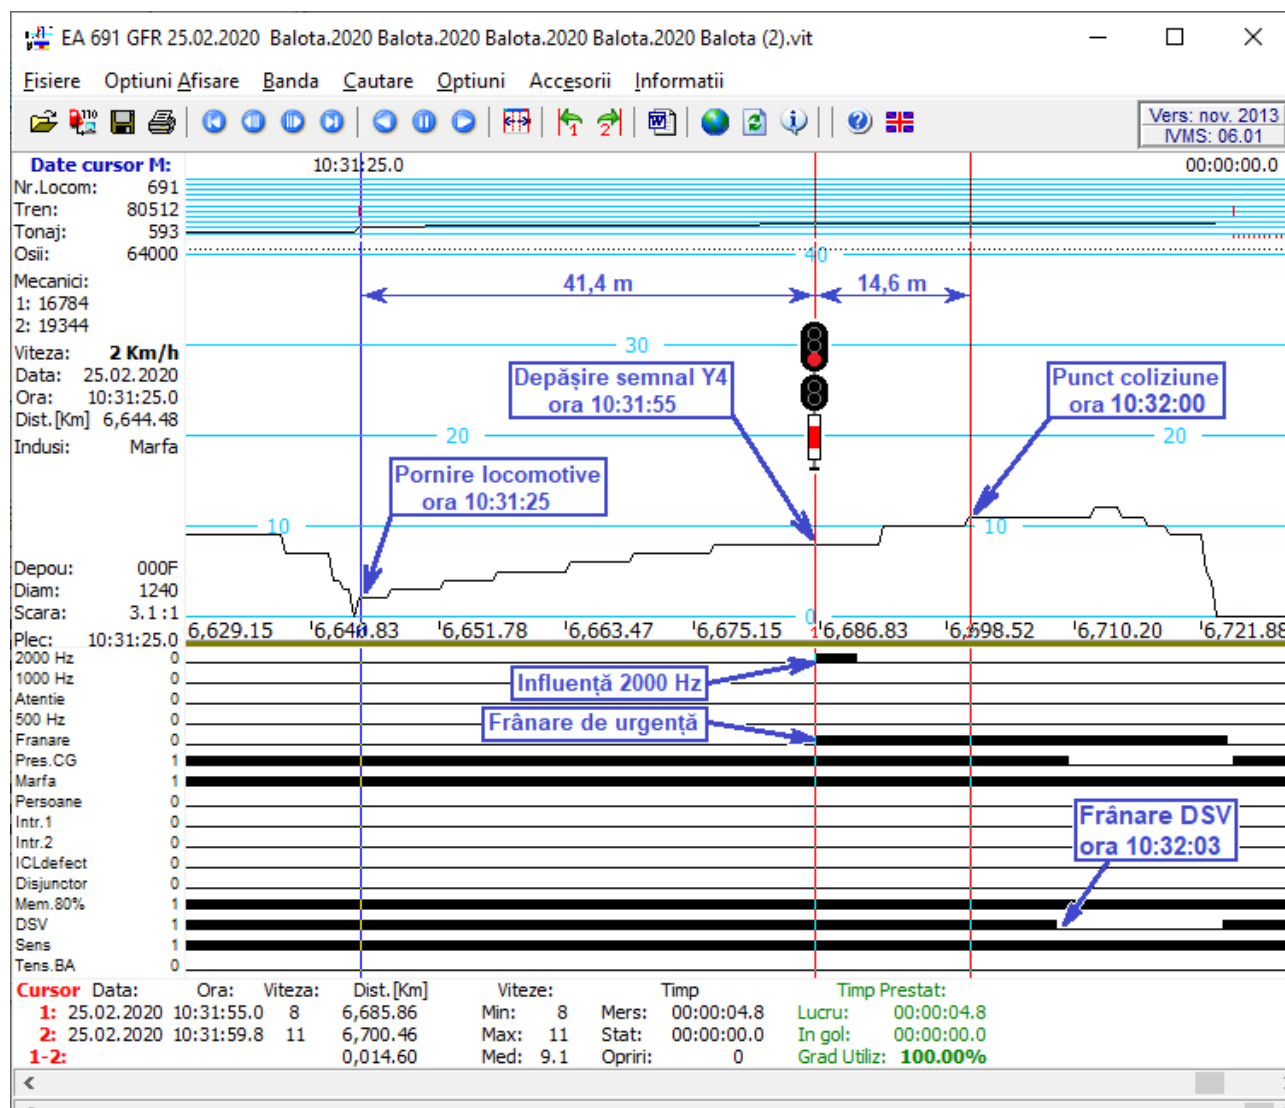 EA 691 GFR 25.02.2020 Balota.2020 Balota.2020 Balota.2020 Balota.2020 Balota (2).vit
Fisiere Optiuni Afisare Banda Cautare Optiuni Accesorii Informatii
Vers: nov. 2013
IVMS: 06.01
Date cursor M: 10:31:25.0 00:00:00.0
Nr.Locom: 691
Tren: 80512
Tonaj: 593
Osii: 64000
40
Mecanici:
1: 16784
2: 19344
41,4 m 14,6 m
30
Viteza: 2 Km/h
Data: 25.02.2020
Ora: 10:31:25.0
Dist.[Km] 6,644.48
Indusi: Marfa
Depășire semnal Y4
ora 10:31:55
Punct coliziune
ora 10:32:00
20 20
Pornire locomotive
ora 10:31:25
10 10
Depou: 000F
Diam: 1240
Scara: 3.1 :1
0
Plec: 10:31:25.0
6,629.15 6,640.83 6,651.78 6,663.47 6,675.15 6,686.83 6,698.52 6,710.20 6,721.88
2000 Hz 0
1000 Hz 0
Influență 2000 Hz
Atentie 0
500 Hz 0
Frânare de urgență
Franare 0
Pres.CG 1
Marfa 1
Persoane 0
Intr.1 0
Intr.2 0
Frânare DSV
ora 10:32:03
ICLdefect 0
Disjunctor 0
Mem.80% 1
DSV 1
Sens 1
Tens.BA 0
Cursor Data: Ora: Viteza: Dist.[Km] Viteze: Timp Timp Prestat:
1: 25.02.2020 10:31:55.0 8 6,685.86 Min: 8 Mers: 00:00:04.8 Lucru: 00:00:04.8
2: 25.02.2020 10:31:59.8 11 6,700.46 Max: 11 Stat: 00:00:00.0 In gol: 00:00:00.0
1-2: 0,014.60 Med: 9.1 Opriri: 0 Grad Utiliz: 100.00%